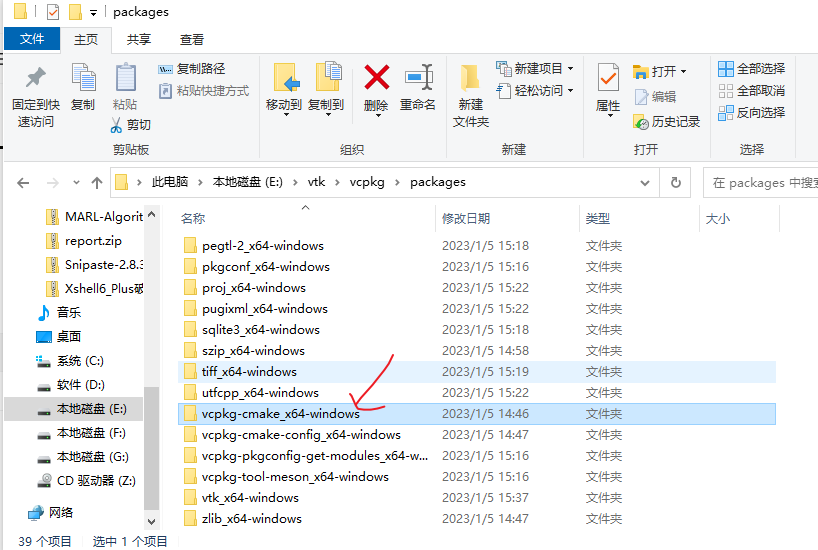 packages
文件 主页 共享 查看
固定到快速访问
复制
粘贴
复制路径
粘贴快捷方式
剪切
剪贴板
移动到 复制到 删除 重命名
组织
新建文件夹
新建项目
轻松访问
新建
属性
打开
编辑
历史记录
打开
全部选择
全部取消
反向选择
选择
此电脑 > 本地磁盘 (E:) > vtk > vcpkg > packages
在 packages 中搜
MARL-Algorit
report.zip
Snipaste-2.8.3
Xshell6_Plus破
音乐
桌面
系统 (C:)
软件 (D:)
本地磁盘 (E:)
本地磁盘 (F:)
本地磁盘 (G:)
CD 驱动器 (Z:)
网络
名称 修改日期 类型 大小
pegtl-2_x64-windows 2023/1/5 15:18 文件夹
pkgconf_x64-windows 2023/1/5 15:16 文件夹
proj_x64-windows 2023/1/5 15:22 文件夹
pugixml_x64-windows 2023/1/5 15:22 文件夹
sqlite3_x64-windows 2023/1/5 15:18 文件夹
szip_x64-windows 2023/1/5 14:58 文件夹
tiff_x64-windows 2023/1/5 15:19 文件夹
utfcpp_x64-windows 2023/1/5 15:22 文件夹
vcpkg-cmake_x64-windows 2023/1/5 14:46 文件夹
vcpkg-cmake-config_x64-windows 2023/1/5 14:47 文件夹
vcpkg-pkgconfig-get-modules_x64-w... 2023/1/5 15:16 文件夹
vcpkg-tool-meson_x64-windows 2023/1/5 15:16 文件夹
vtk_x64-windows 2023/1/5 15:37 文件夹
zlib_x64-windows 2023/1/5 14:47 文件夹
39 个项目 选中 1 个项目